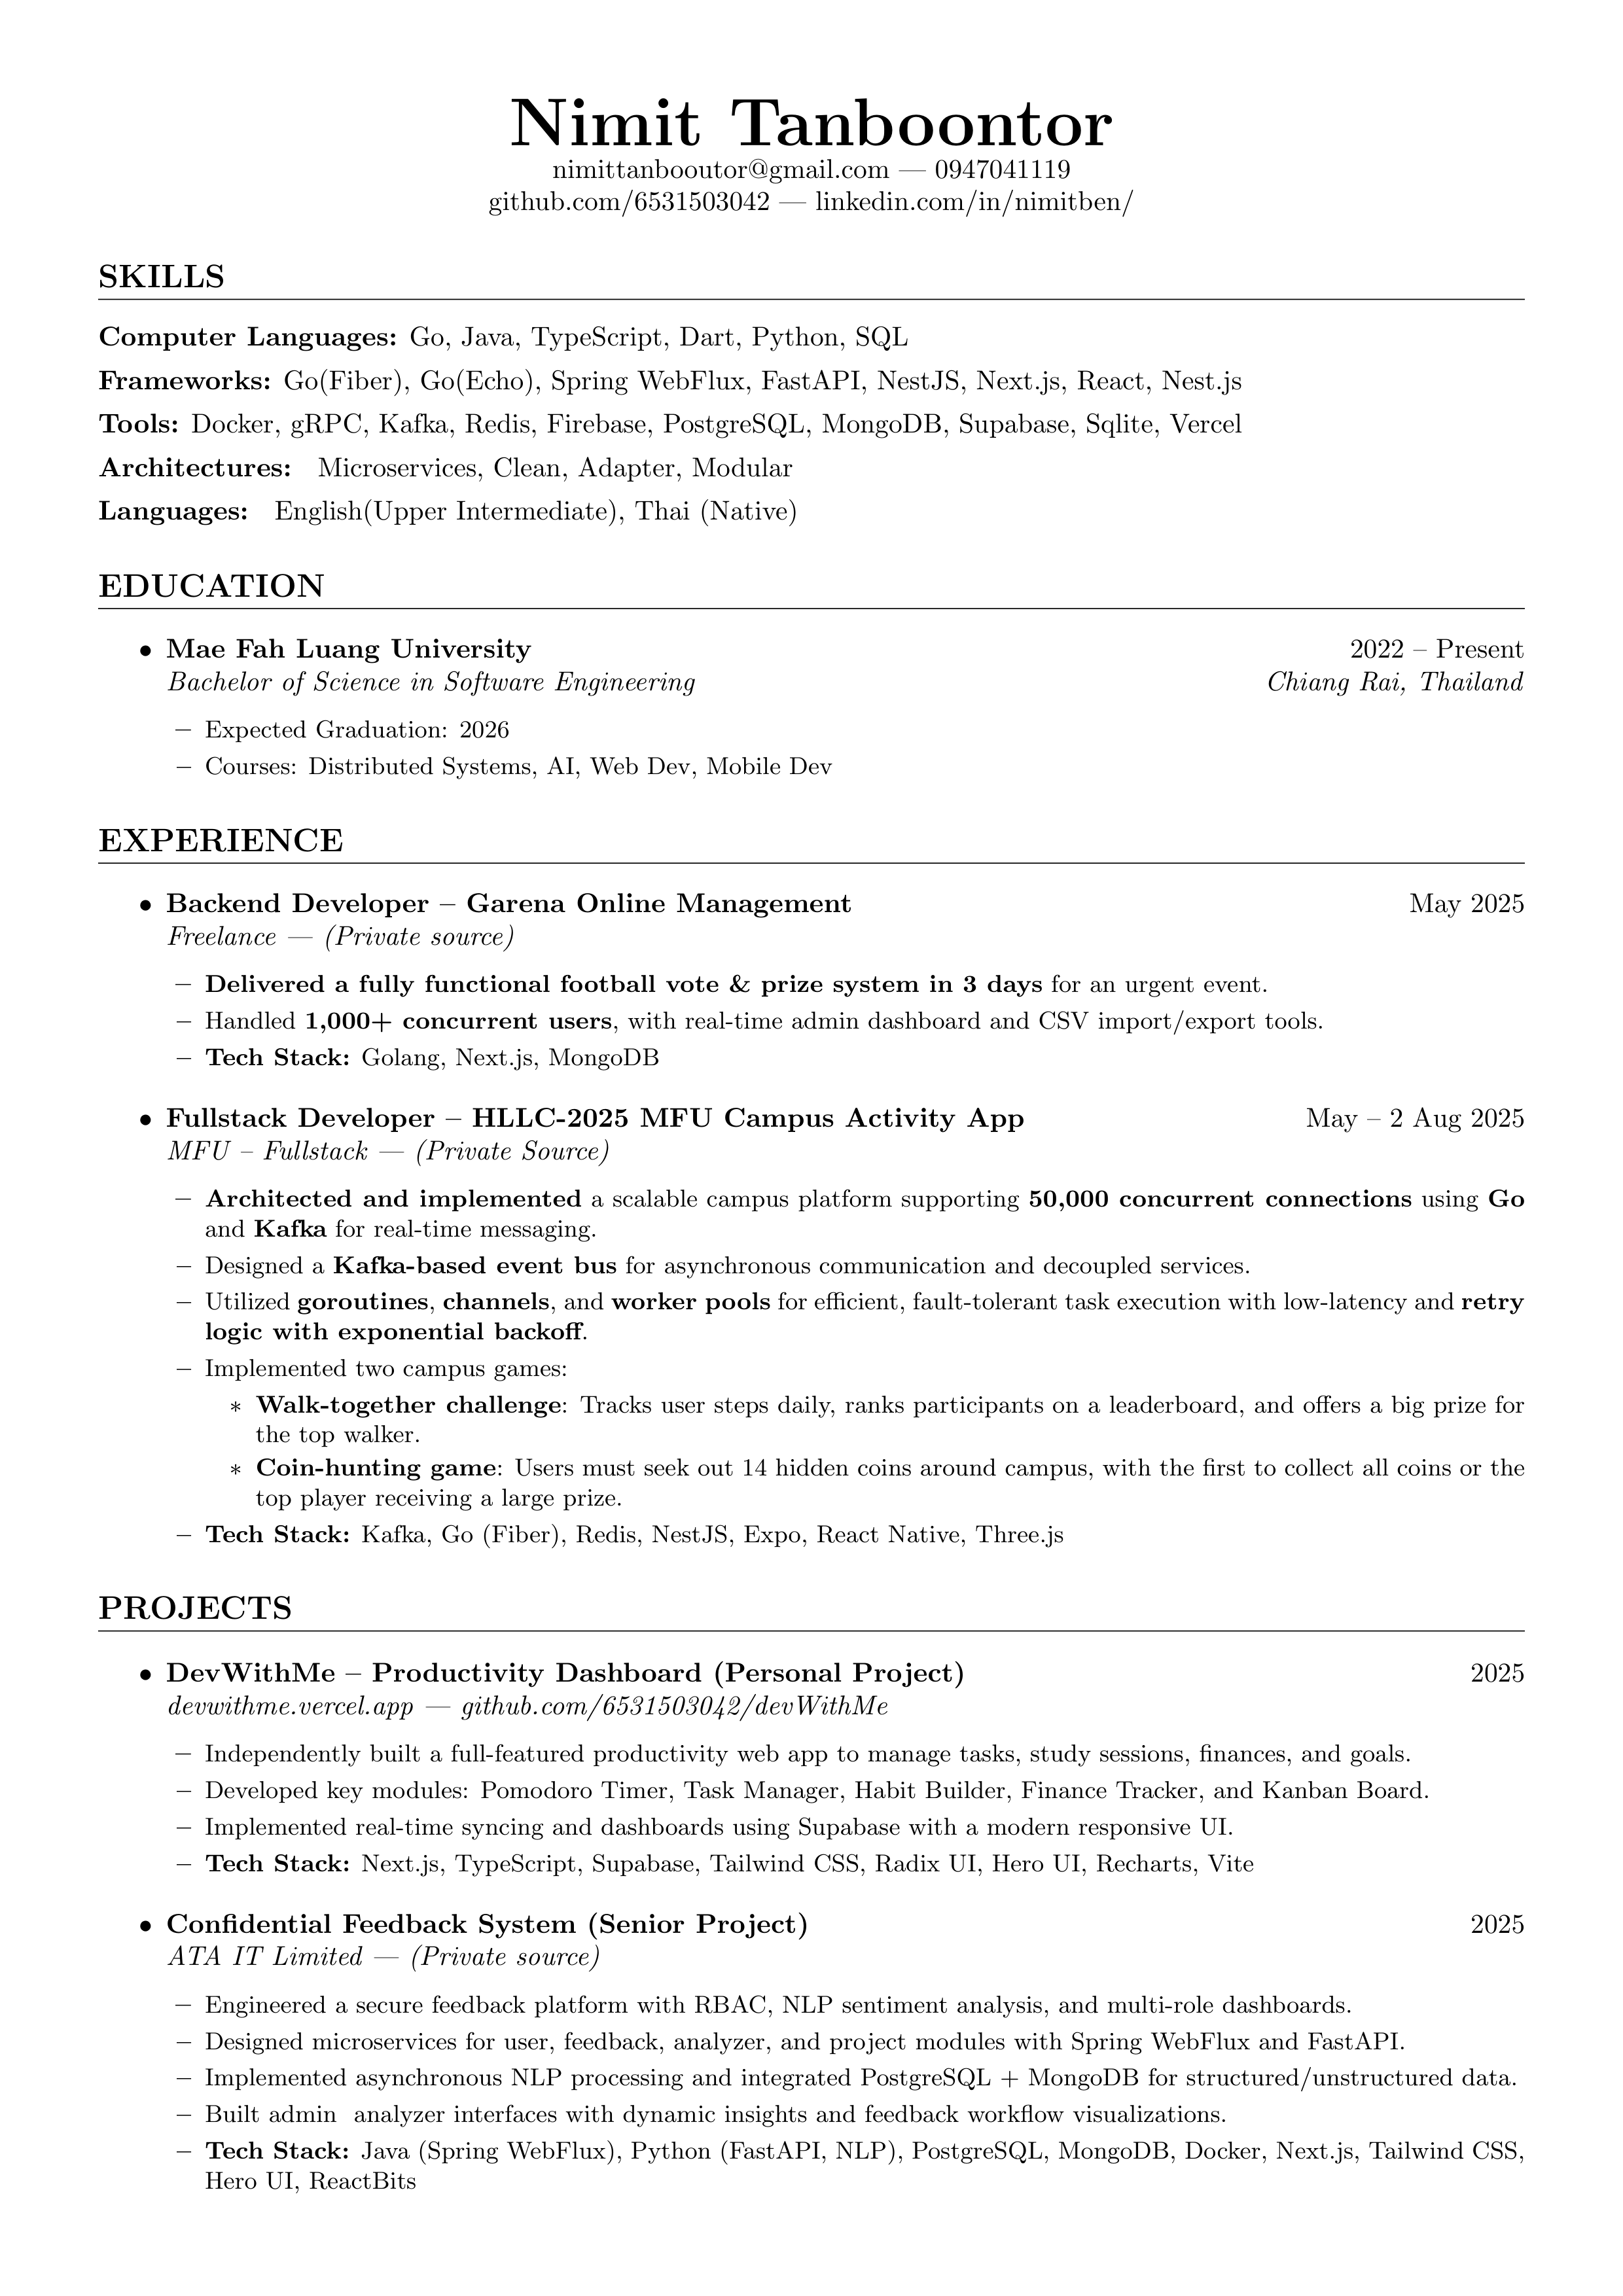 Nimit Tanboontor
nimittanbooutor@gmail.com — 0947041119
github.com/6531503042 — linkedin.com/in/nimitben/
SKILLS
Computer Languages: Go, Java, TypeScript, Dart, Python, SQL
Frameworks: Go(Fiber), Go(Echo), Spring WebFlux, FastAPI, NestJS, Next.js, React, Nest.js
Tools: Docker, gRPC, Kafka, Redis, Firebase, PostgreSQL, MongoDB, Supabase, Sqlite, Vercel
Architectures: Microservices, Clean, Adapter, Modular
Languages: English(Upper Intermediate), Thai (Native)
EDUCATION
• Mae Fah Luang University 2022 – Present
Bachelor of Science in Software Engineering Chiang Rai, Thailand
– Expected Graduation: 2026
– Courses: Distributed Systems, AI, Web Dev, Mobile Dev
EXPERIENCE
• Backend Developer – Garena Online Management May 2025
Freelance — (Private source)
– Delivered a fully functional football vote & prize system in 3 days for an urgent event.
– Handled 1,000+ concurrent users, with real-time admin dashboard and CSV import/export tools.
– Tech Stack: Golang, Next.js, MongoDB
• Fullstack Developer – HLLC-2025 MFU Campus Activity App May – 2 Aug 2025
MFU – Fullstack — (Private Source)
– Architected and implemented a scalable campus platform supporting 50,000 concurrent connections using Go
and Kafka for real-time messaging.
– Designed a Kafka-based event bus for asynchronous communication and decoupled services.
– Utilized goroutines, channels, and worker pools for efficient, fault-tolerant task execution with low-latency and retry
logic with exponential backoff.
– Implemented two campus games:
∗ Walk-together challenge: Tracks user steps daily, ranks participants on a leaderboard, and offers a big prize for
the top walker.
∗ Coin-hunting game: Users must seek out 14 hidden coins around campus, with the first to collect all coins or the
top player receiving a large prize.
– Tech Stack: Kafka, Go (Fiber), Redis, NestJS, Expo, React Native, Three.js
PROJECTS
• DevWithMe – Productivity Dashboard (Personal Project) 2025
devwithme.vercel.app — github.com/6531503042/devWithMe
– Independently built a full-featured productivity web app to manage tasks, study sessions, finances, and goals.
– Developed key modules: Pomodoro Timer, Task Manager, Habit Builder, Finance Tracker, and Kanban Board.
– Implemented real-time syncing and dashboards using Supabase with a modern responsive UI.
– Tech Stack: Next.js, TypeScript, Supabase, Tailwind CSS, Radix UI, Hero UI, Recharts, Vite
• Confidential Feedback System (Senior Project) 2025
ATA IT Limited — (Private source)
– Engineered a secure feedback platform with RBAC, NLP sentiment analysis, and multi-role dashboards.
– Designed microservices for user, feedback, analyzer, and project modules with Spring WebFlux and FastAPI.
– Implemented asynchronous NLP processing and integrated PostgreSQL + MongoDB for structured/unstructured data.
– Built admin analyzer interfaces with dynamic insights and feedback workflow visualizations.
– Tech Stack: Java (Spring WebFlux), Python (FastAPI, NLP), PostgreSQL, MongoDB, Docker, Next.js, Tailwind CSS,
Hero UI, ReactBits